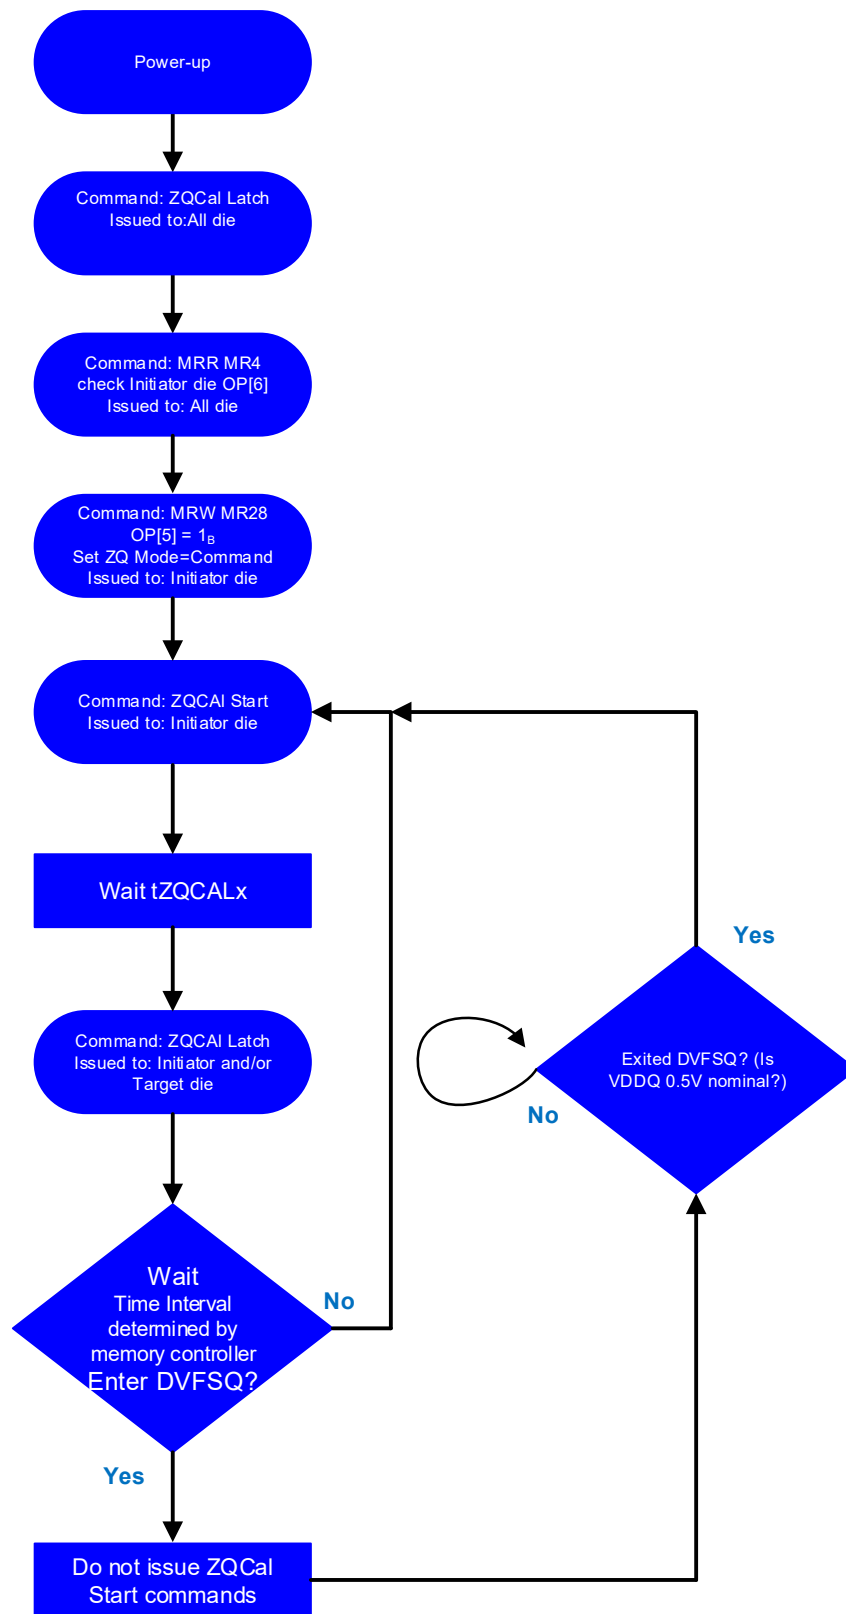 Power-up
Command: ZQCal Latch
Issued to:All die
Command: MRR MR4
check Initiator die OP[6]
Issued to: All die
Command: MRW MR28
OP[5] = 1B
Set ZQ Mode=Command
Issued to: Initiator die
Command: ZQCAl Start
Issued to: Initiator die
Wait tZQCALx
Command: ZQCAl Latch
Issued to: Initiator and/or
Target die
Wait
Time Interval
determined by
memory controller
Enter DVFSQ?
No
Yes
Do not issue ZQCal
Start commands
Exited DVFSQ? (Is
VDDQ 0.5V nominal?)
No
Yes